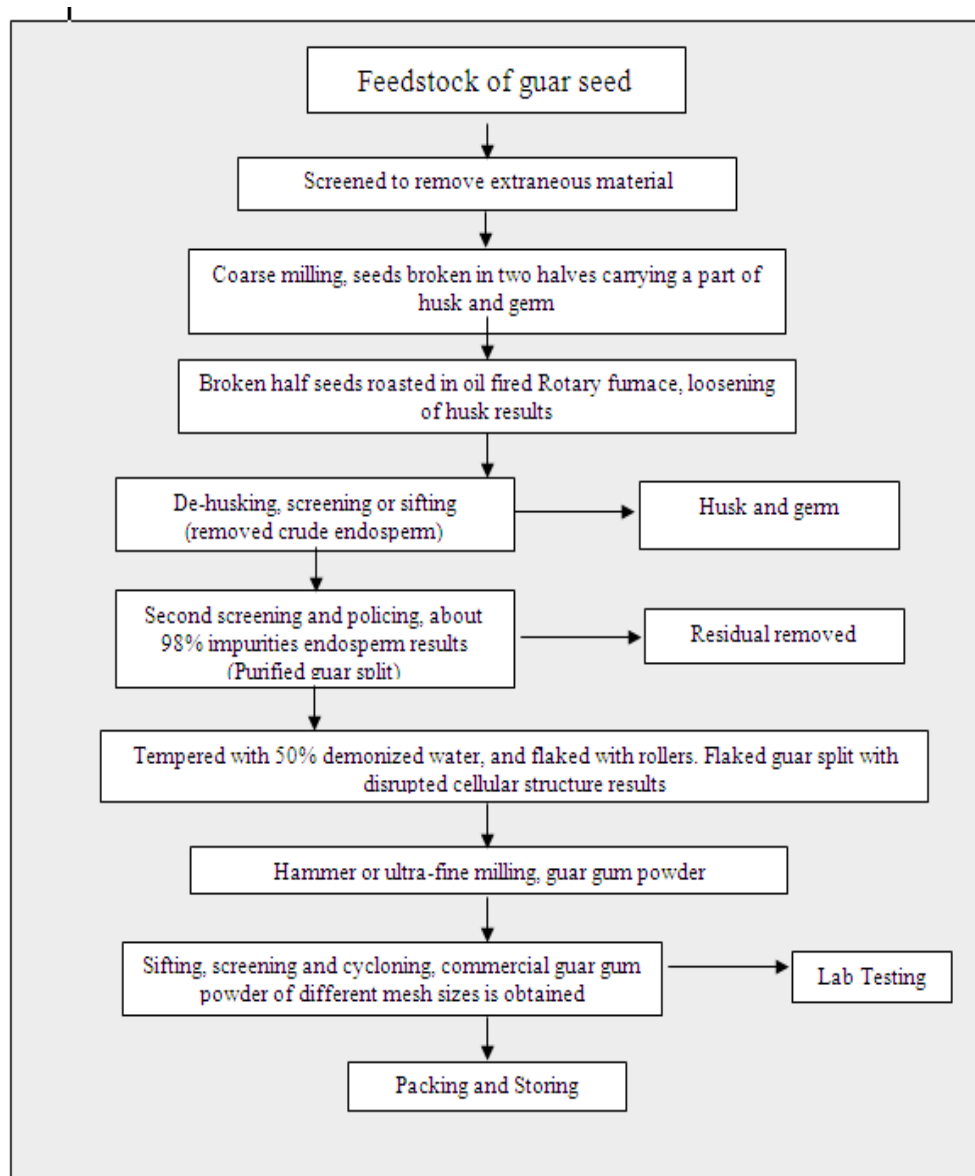 Feedstock of guar seed
Screened to remove extraneous material
Coarse milling, seeds broken in two halves carrying a part of
husk and germ
Broken half seeds roasted in oil fired Rotary furnace, loosening
of husk results
De-husking, screening or sifting
(removed crude endosperm)
Husk and germ
Second screening and policing, about
98% impurities endosperm results
(Purified guar split)
Residual removed
Tempered with 50% demonized water, and flaked with rollers. Flaked guar split with
disrupted cellular structure results
Hammer or ultra-fine milling, guar gum powder
Sifting, screening and cycloning, commercial guar gum
powder of different mesh sizes is obtained
Lab Testing
Packing and Storing